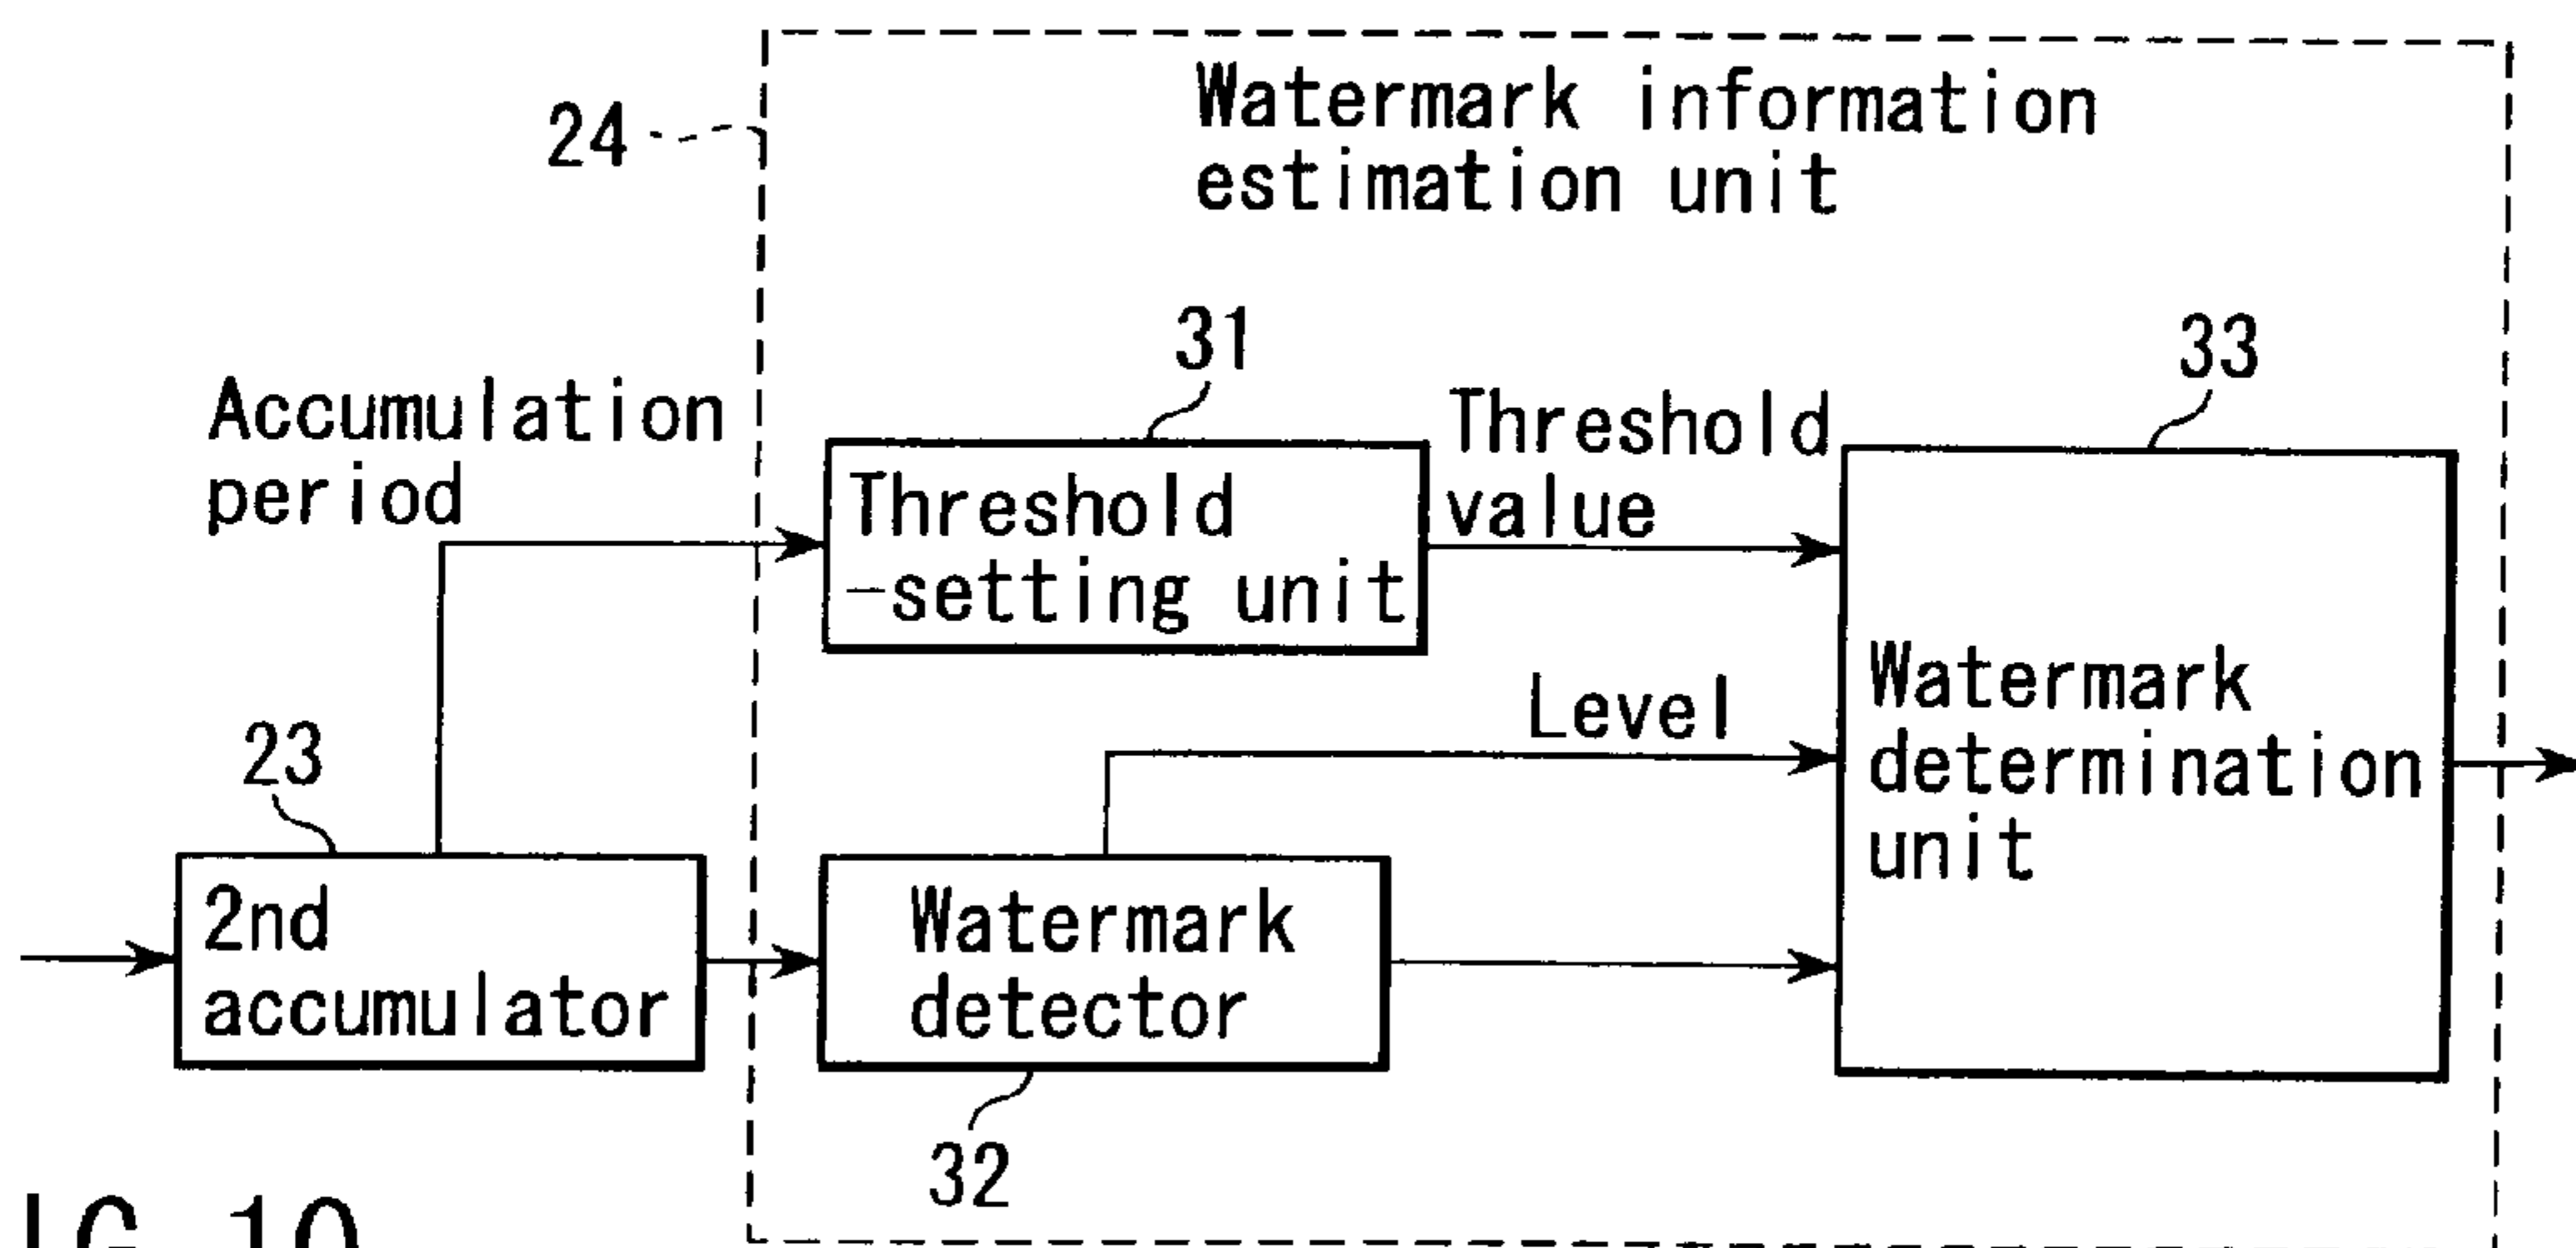 24
Watermark information
estimation unit
Accumulation
period
31
Threshold
-setting unit
Threshold
value
33
Level
Watermark
determination
unit
23
2nd
accumulator
Watermark
detector
32